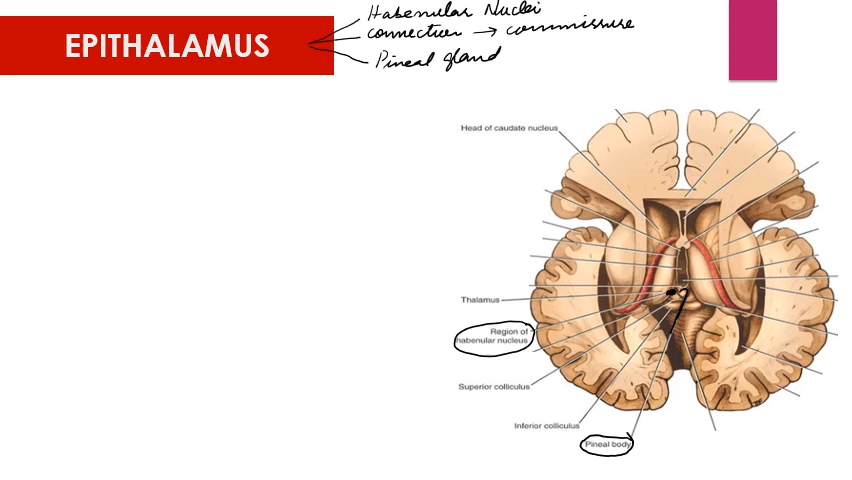 Habenular Nuclei
connection → commissure
Pineal gland
EPITHALAMUS
Head of caudate nucleus
Thalamus
Region of
habenular nucleus
Superior colliculus
Inferior colliculus
Pineal body